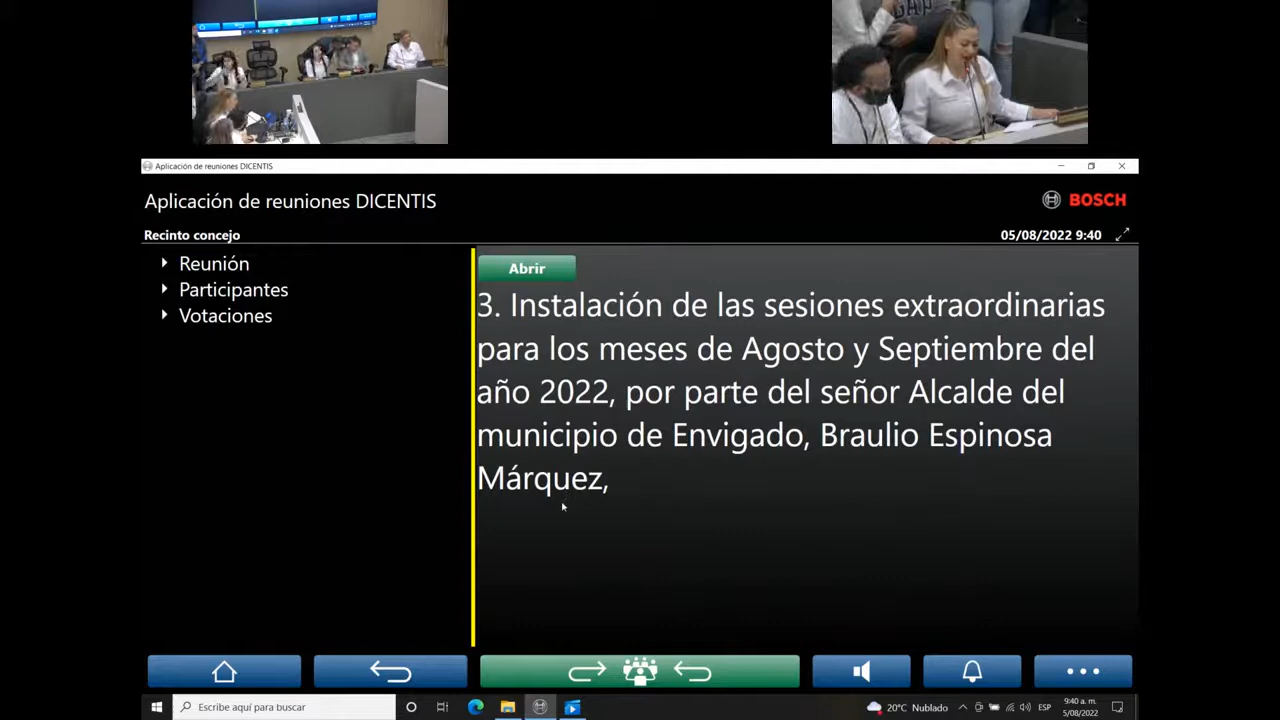 Aplicación de reuniones DICENTIS
Aplicación de reuniones DICENTIS
BOSCH
Recinto concejo
05/08/2022 9:40
Reunión
Participantes
Votaciones
Abrir
3. Instalación de las sesiones extraordinarias
para los meses de Agosto y Septiembre del
año 2022, por parte del señor Alcalde del
municipio de Envigado, Braulio Espinosa
Márquez,
Escribe aquí para buscar
20°C Nublado
ESP
9:40 a. m.
5/08/2022